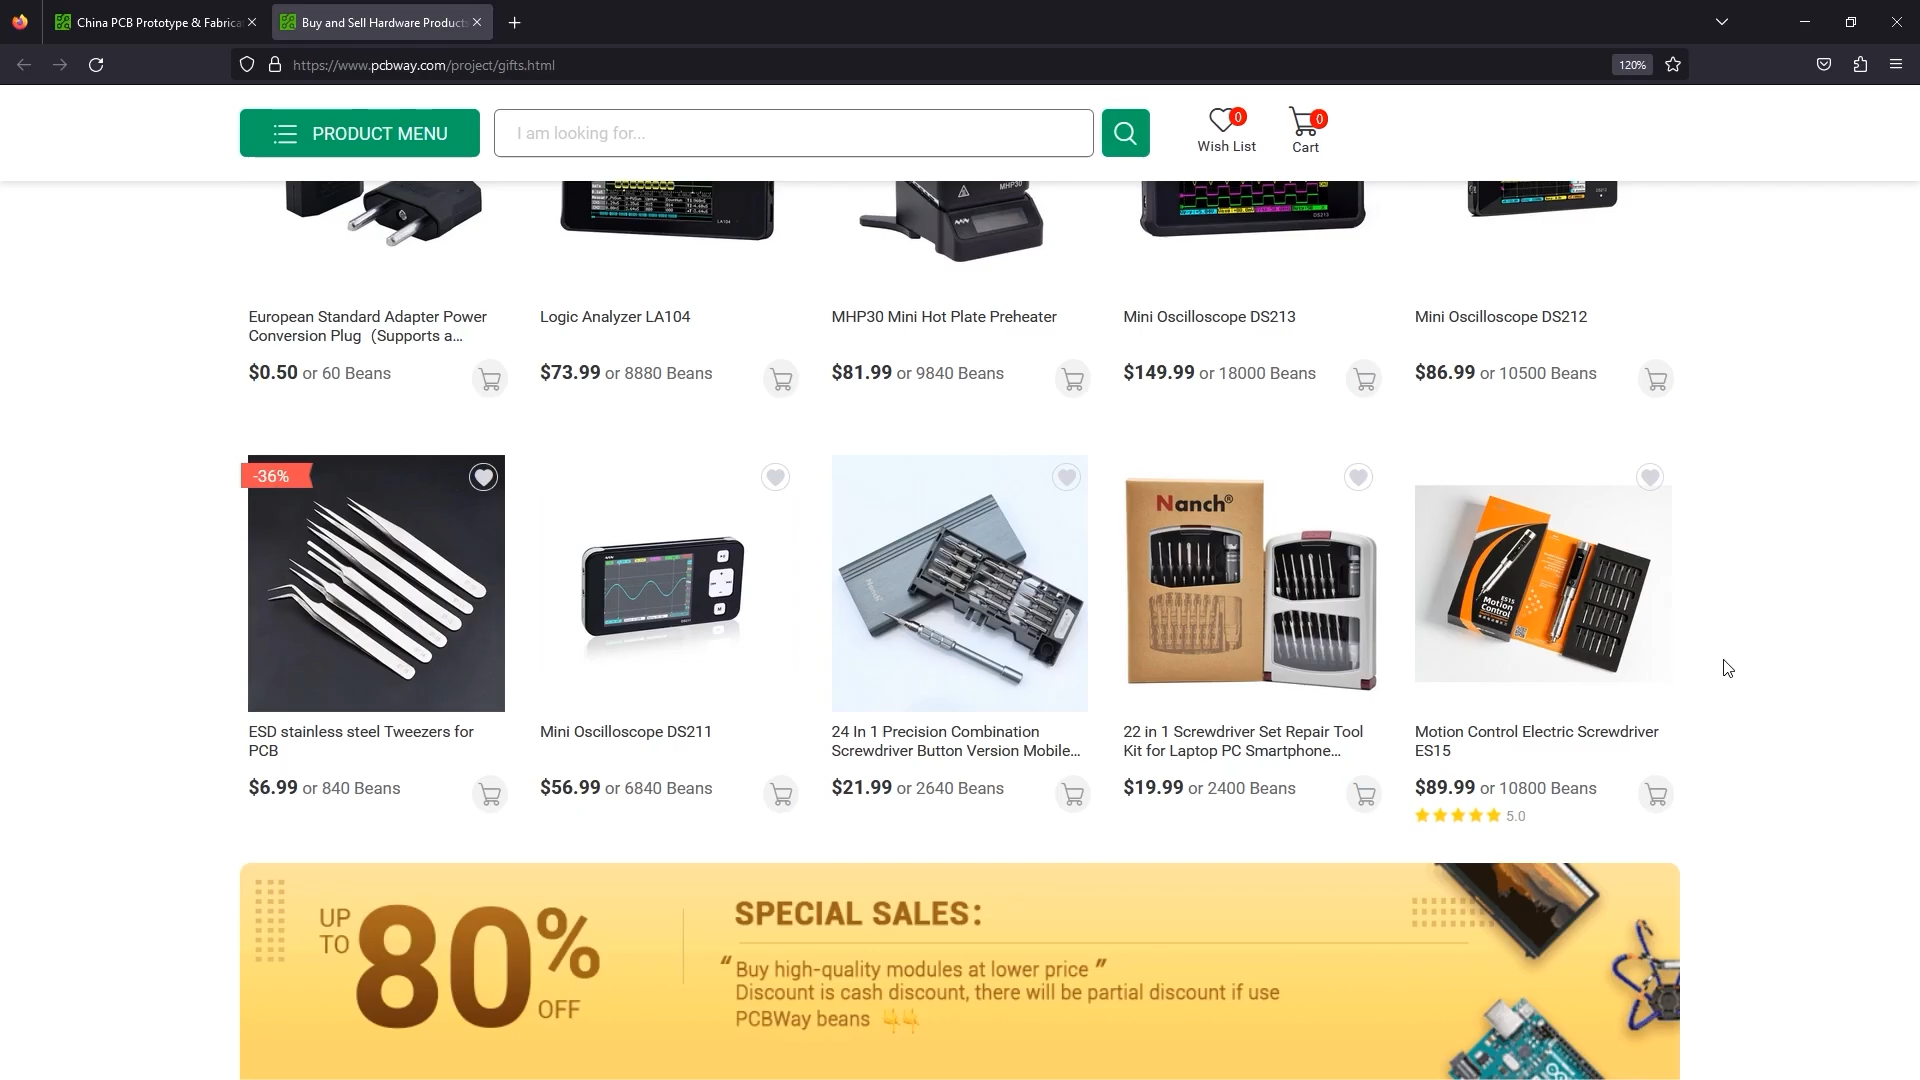 China PCB Prototype & Fabrica
Buy and Sell Hardware Products
https://www.pcbway.com/project/gifts.html
120%
PRODUCT MENU
I am looking for...
0
Wish List
0
Cart
LA104
MHP30
DS213
DS212
European Standard Adapter Power
Conversion Plug（Supports a...
$0.50 or 60 Beans
Logic Analyzer LA104
$73.99 or 8880 Beans
MHP30 Mini Hot Plate Preheater
$81.99 or 9840 Beans
Mini Oscilloscope DS213
$149.99 or 18000 Beans
Mini Oscilloscope DS212
$86.99 or 10500 Beans
-36%
Nanch®
ES15
Motion
Control
ESD stainless steel Tweezers for
PCB
$6.99 or 840 Beans
Mini Oscilloscope DS211
$56.99 or 6840 Beans
24 In 1 Precision Combination
Screwdriver Button Version Mobile...
$21.99 or 2640 Beans
22 in 1 Screwdriver Set Repair Tool
Kit for Laptop PC Smartphone...
$19.99 or 2400 Beans
Motion Control Electric Screwdriver
ES15
$89.99 or 10800 Beans
5.0
UP
TO
80%
OFF
SPECIAL SALES:
“ Buy high-quality modules at lower price ”
Discount is cash discount, there will be partial discount if use
PCBWay beans 👇👇